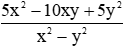 5x² – 10xy + 5y²
x² – y²